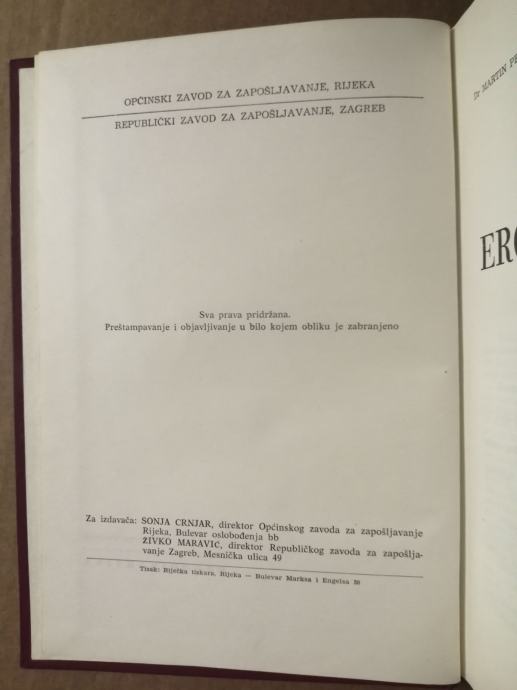 OPĆINSKI ZAVOD ZA ZAPOŠLJAVANJE, RIJEKA
REPUBLIČKI ZAVOD ZA ZAPOŠLJAVANJE, ZAGREB
Sva prava pridržana.
Preštampavanje i objavljivanje u bilo kojem obliku je zabranjeno
Za izdavača: SONJA CRNJAR, direktor Općinskog zavoda za zapošljavanje
Rijeka, Bulevar oslobođenja bb
ŽIVKO MARAVIĆ, direktor Republičkog zavoda za zapošlja-
vanje Zagreb, Mesnička ulica 49
Tisak: Riječka tiskara, Rijeka — Bulevar Marksa i Engelsa 20
Dr MARTIN